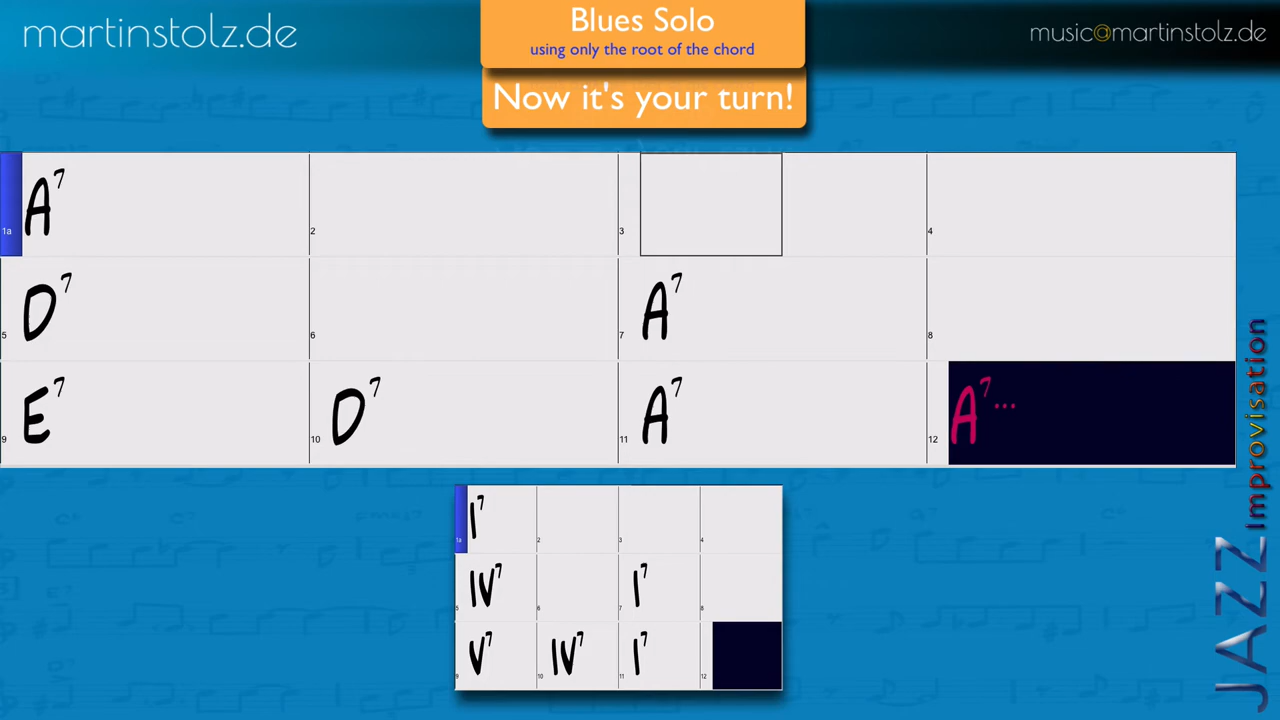 martinstolz.de
Blues Solo
using only the root of the chord
music@martinstolz.de
Now it's your turn!
1a A7 2 3 4
5 D7 6 7 A7 8
9 E7 10 D7 11 A7 12 A7...
1a I7 2 3 4
5 IV7 6 7 I7 8
9 V7 10 IV7 11 I7 12
JAZZ Improvisation